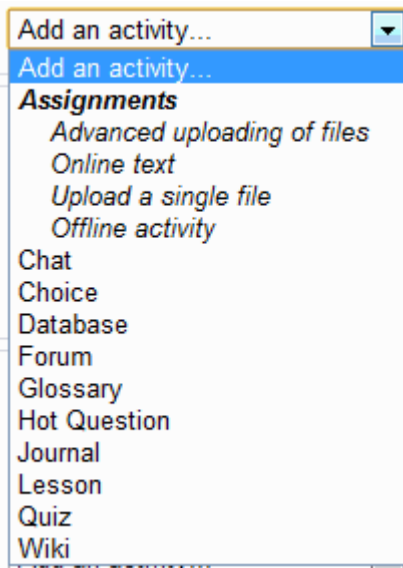 Add an activity...
Add an activity...
Assignments
Advanced uploading of files
Online text
Upload a single file
Offline activity
Chat
Choice
Database
Forum
Glossary
Hot Question
Journal
Lesson
Quiz
Wiki